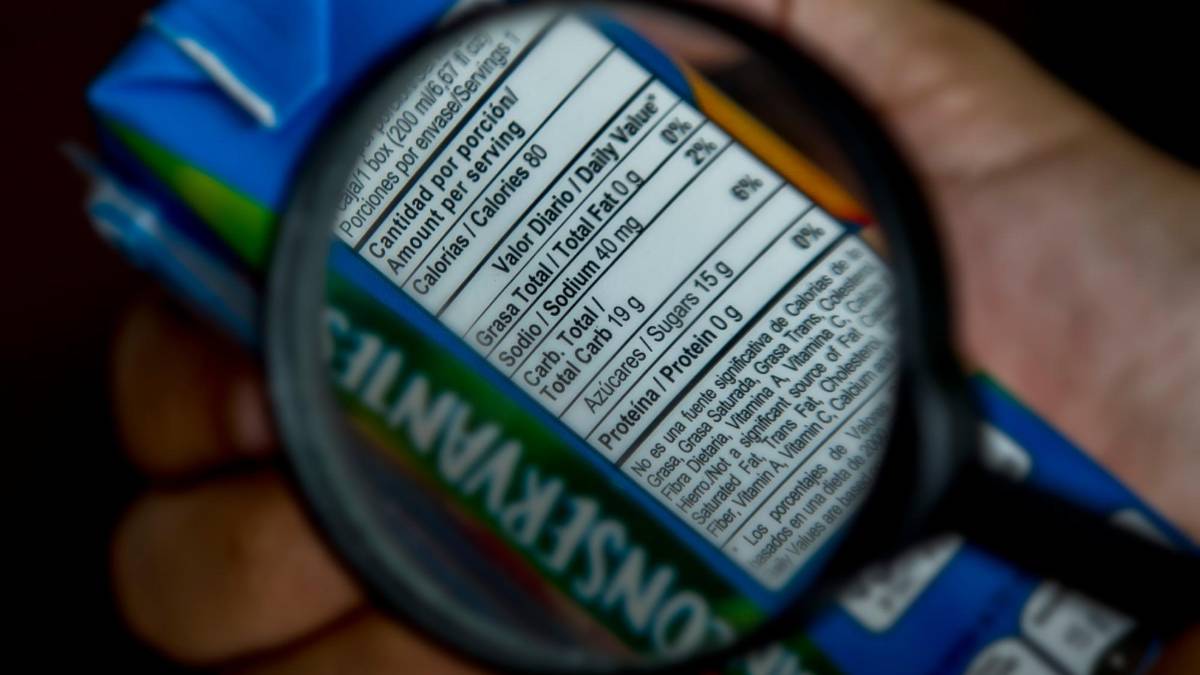 caja/1 box (200 ml/6,67 fl oz)
Porciones por envase/Servings 1
Cantidad por porción/
Amount per serving
Calorías / Calories 80
Valor Diario / Daily Value*
Grasa Total / Total Fat 0 g 0%
Sodio / Sodium 40 mg 2%
Carb. Total /
Total Carb 19 g 6%
Azúcares / Sugars 15 g
Proteína / Protein 0 g 0%
No es una fuente significativa de Calorías de la
Grasa, Grasa Saturada, Grasa Trans, Colesterol,
Fibra Dietaria, Vitamina A, Vitamina C,
Hierro /Not a significant source of Fat
Saturated Fat, Trans Fat, Cholesterol,
Fiber, Vitamin A, Vitamin C, Calcium and
* Los porcentajes de Valores
basados en una dieta de
Values are based
CONSERVANTES